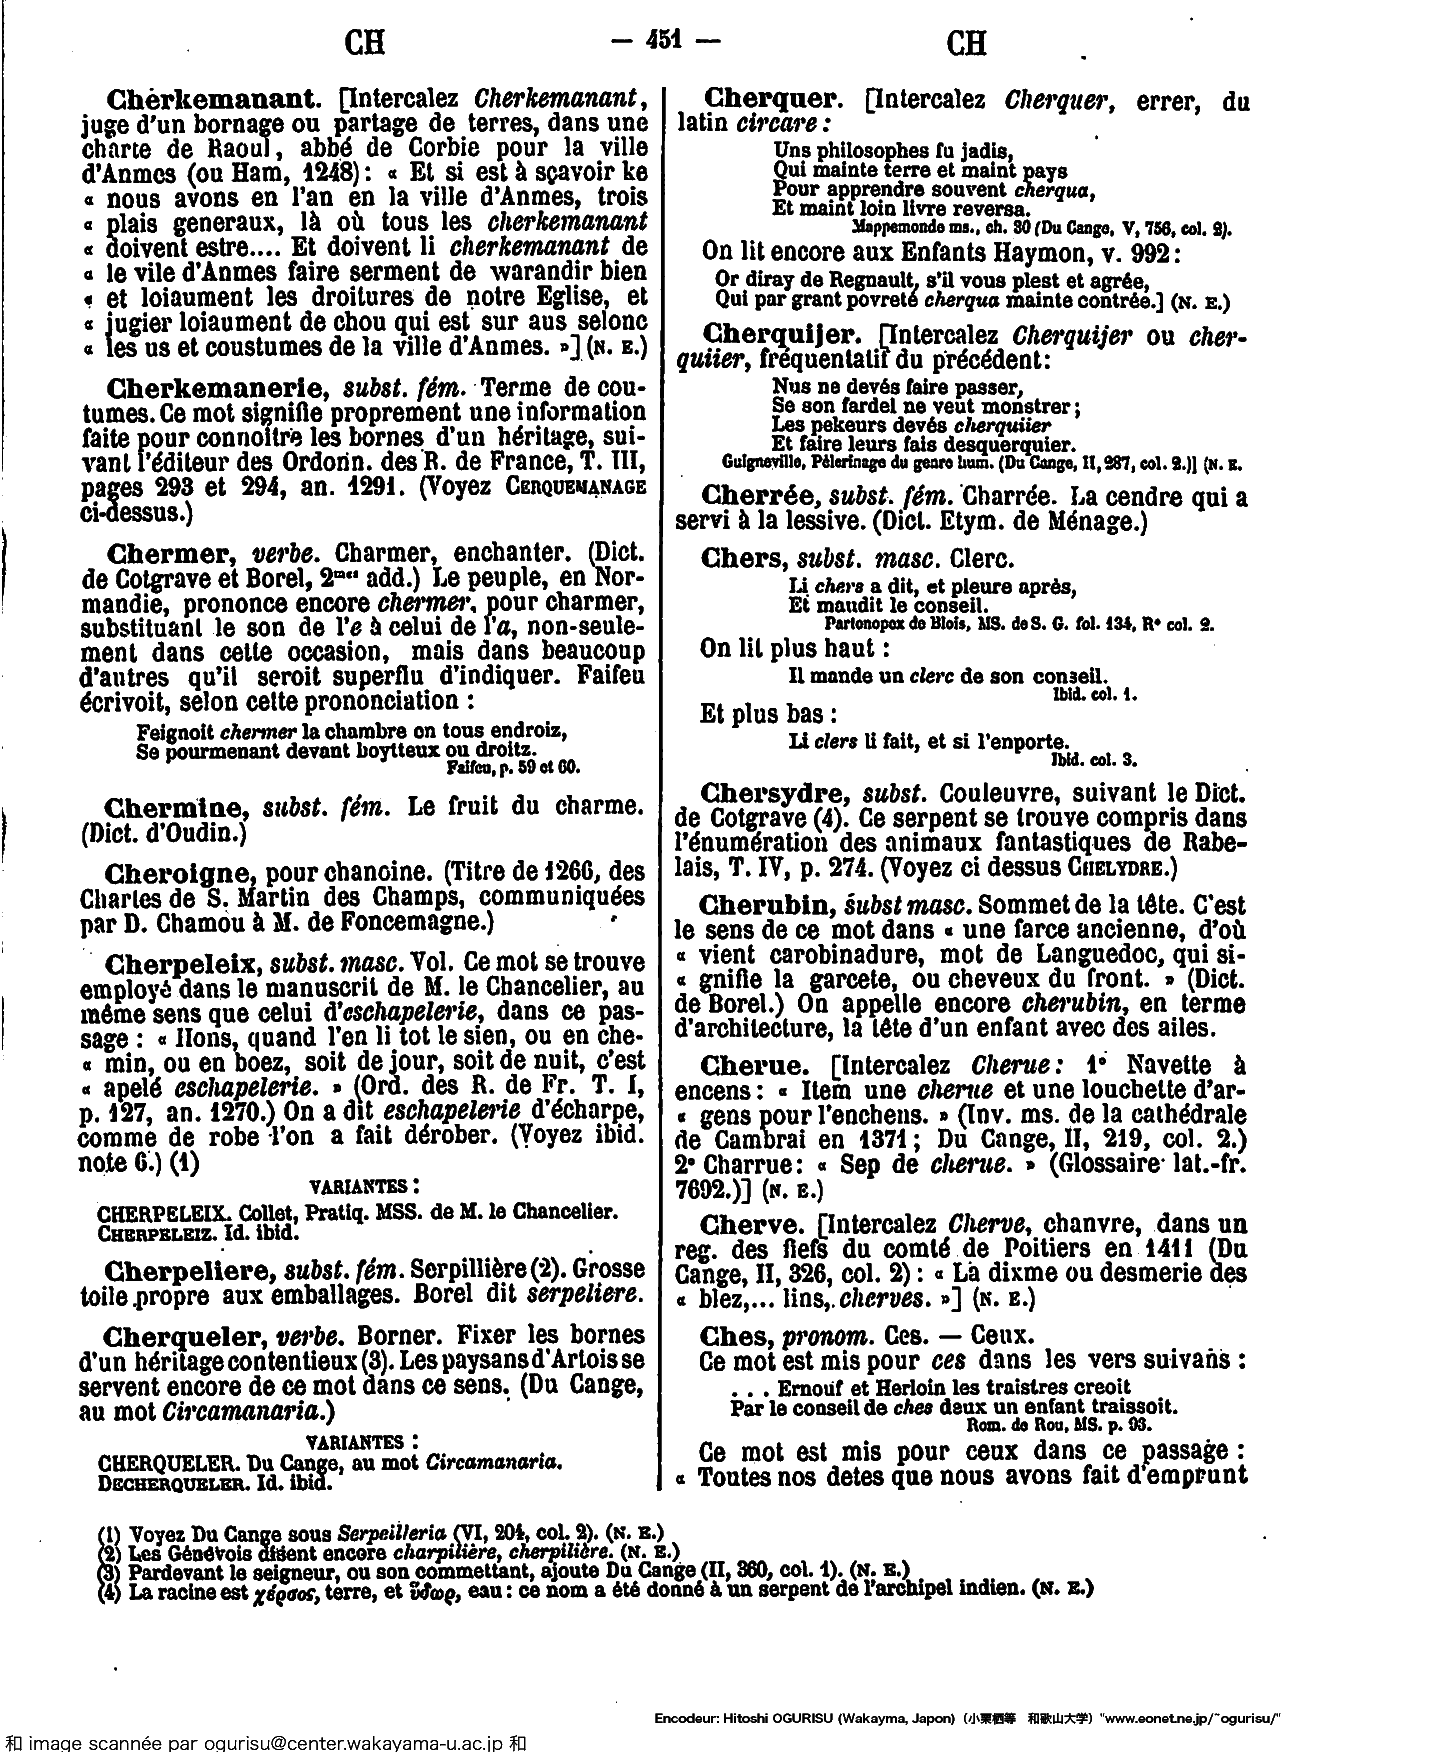 CH — 451 — CH
Cherkemanant. [Intercalez Cherkemanant,
juge d'un bornage ou partage de terres, dans une
charte de Raoul, abbé de Corbie pour la ville
d'Anmes (ou Ham, 1248) : « Et si est à sçavoir ke
« nous avons en l'an en la ville d'Anmes, trois
« plais generaux, là où tous les cherkemanant
« doivent estre.... Et doivent li cherkemanant de
« le vile d'Anmes faire serment de warandir bien
« et loiaument les droitures de notre Eglise, et
« jugier loiaument de chou qui est sur aus selonc
« les us et coustumes de la ville d'Anmes. »] (N. E.)
Cherkemanerie, subst. fém. Terme de cou-
tumes. Ce mot signifie proprement une information
faite pour connoitre les bornes d'un héritage, sui-
vant l'éditeur des Ordonn. des R. de France, T. III,
pages 293 et 294, an. 1291. (Voyez CERQUEMANAGE
ci-dessus.)
Chermer, verbe. Charmer, enchanter. (Dict.
de Cotgrave et Borel, 2mes add.) Le peuple, en Nor-
mandie, prononce encore chermer, pour charmer,
substituant le son de l'e à celui de l'a, non-seule-
ment dans cette occasion, mais dans beaucoup
d'autres qu'il seroit superflu d'indiquer. Faifeu
écrivoit, selon cette prononciation :
Feignoit chermer la chambre en tous endroiz,
Se pourmenant devant boytteux ou droitz.
Faifeu, p. 59 et 60.
Chermine, subst. fém. Le fruit du charme.
(Dict. d'Oudin.)
Cheroigne, pour chanoine. (Titre de 1266, des
Chartes de S. Martin des Champs, communiquées
par D. Chamou à M. de Foncemagne.)
Cherpeleix, subst. masc. Vol. Ce mot se trouve
employé dans le manuscrit de M. le Chancelier, au
même sens que celui d'eschapelerie, dans ce pas-
sage : « Hons, quand l'en li tot le sien, ou en che-
« min, ou en boez, soit de jour, soit de nuit, c'est
« apelé eschapelerie. » (Ord. des R. de Fr. T. I,
p. 127, an. 1270.) On a dit eschapelerie d'écharpe,
comme de robe l'on a fait dérober. (Voyez ibid.
note 6.) (1)
VARIANTES :
CHERPELEIX. Collet, Pratiq. MSS. de M. le Chancelier.
CHERPELEIZ. Id. ibid.
Cherpeliere, subst. fém. Serpillière (2). Grosse
toile propre aux emballages. Borel dit serpeliere.
Cherqueler, verbe. Borner. Fixer les bornes
d'un héritage contentieux (3). Les paysans d'Artois se
servent encore de ce mot dans ce sens. (Du Cange,
au mot Circamanaria.)
VARIANTES :
CHERQUELER. Du Cange, au mot Circamanaria.
DECHERQUELER. Id. ibid.
Cherquer. [Intercalez Cherquer, errer, du
latin circare :
Uns philosophes fu jadis,
Qui mainte terre et maint pays
Pour apprendre souvent cherqua,
Et maint loin livre reversa.
Mappemonde ms., ch. 30 (Du Cange, V, 756, col. 2).
On lit encore aux Enfants Haymon, v. 992 :
Or diray de Regnault, s'il vous plest et agrée,
Qui par grant povreté cherqua mainte contrée.] (N. E.)
Cherquijer. [Intercalez Cherquijer ou cher-
quiier, fréquentatif du précédent :
Nus ne devés faire passer,
Se son fardel ne veut monstrer ;
Les pekeurs devés cherquiier
Et faire leurs fais desquerquier.
Guigneville, Pèlerinage du genre hum. (Du Cange, II, 287, col. 2.)] (N. E.
Cherrée, subst. fém. Charrée. La cendre qui a
servi à la lessive. (Dict. Etym. de Ménage.)
Chers, subst. masc. Clerc.
Li chers a dit, et pleure après,
Et maudit le conseil.
Partonopex de Blois, MS. de S. G. fol. 134, R° col. 2.
On lit plus haut :
Il mande un clerc de son conseil.
Ibid. col. 1.
Et plus bas :
Li clers li fait, et si l'enporte.
Ibid. col. 3.
Chersydre, subst. Couleuvre, suivant le Dict.
de Cotgrave (4). Ce serpent se trouve compris dans
l'énumération des animaux fantastiques de Rabe-
lais, T. IV, p. 274. (Voyez ci dessus CHELYDRE.)
Cherubin, subst masc. Sommet de la tête. C'est
le sens de ce mot dans « une farce ancienne, d'où
« vient carobinadure, mot de Languedoc, qui si-
« gnifie la garcete, ou cheveux du front. » (Dict.
de Borel.) On appelle encore cherubin, en terme
d'architecture, la tête d'un enfant avec des ailes.
Cherue. [Intercalez Cherue : 1° Navette à
encens : « Item une cherue et une louchette d'ar-
« gens pour l'enchens. » (Inv. ms. de la cathédrale
de Cambrai en 1371 ; Du Cange, II, 219, col. 2.)
2° Charrue : « Sep de cherue. » (Glossaire lat.-fr.
7692.)] (N. E.)
Cherve. [Intercalez Cherve, chanvre, dans un
reg. des fiefs du comté de Poitiers en 1411 (Du
Cange, II, 326, col. 2) : « La dixme ou desmerie des
« blez,... lins, cherves. »] (N. E.)
Ches, pronom. Ces. — Ceux.
Ce mot est mis pour ces dans les vers suivans :
. . . Ernouf et Herloin les traistres creoit
Par le conseil de ches deux un enfant traissoit.
Rom. de Rou, MS. p. 93.
Ce mot est mis pour ceux dans ce passage :
« Toutes nos detes que nous avons fait d'emprunt
(1) Voyez Du Cange sous Serpeilleria (VI, 204, col. 2). (N. E.)
(2) Les Génévois disent encore charpilière, cherpilière. (N. E.)
(3) Pardevant le seigneur, ou son commettant, ajoute Du Cange (II, 360, col. 1). (N. E.)
(4) La racine est χέρσος, terre, et ὕδωρ, eau : ce nom a été donné à un serpent de l'archipel indien. (N. E.)
Encodeur: Hitoshi OGURISU (Wakayma, Japon) (小栗栖等 和歌山大学) "www.eonet.ne.jp/~ogurisu/"
和 image scannée par ogurisu@center.wakayama-u.ac.jp 和